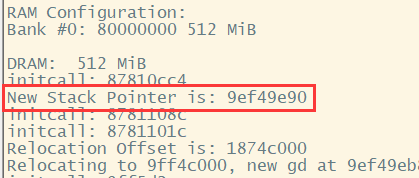 RAM Configuration:
Bank #0: 80000000 512 MiB
DRAM:  512 MiB
initcall: 87810cc4
New Stack Pointer is: 9ef49e90
initcall: 8781108c
initcall: 8781101c
Relocation Offset is: 1874c000
Relocating to 9ff4c000, new gd at 9ef49eb8